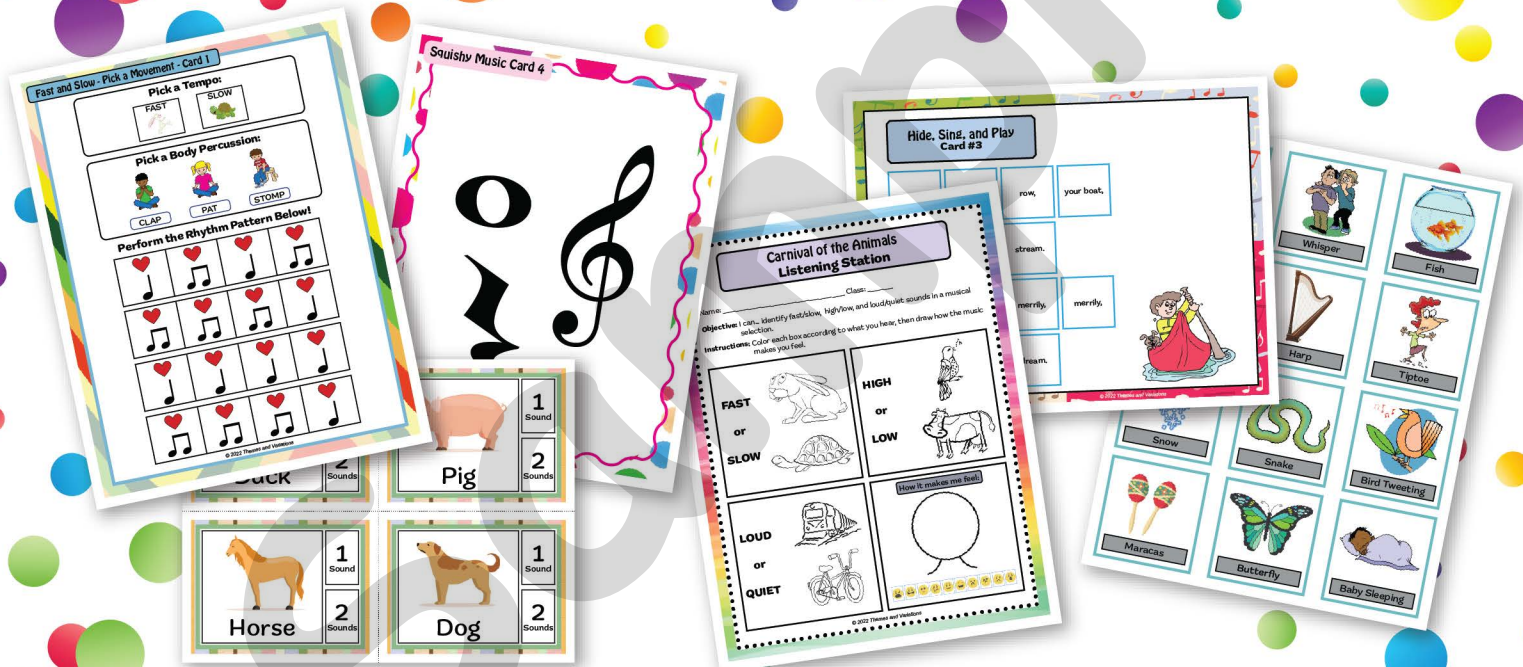 Fast and Slow - Pick a Movement - Card 1
Pick a Tempo:
FAST
SLOW
Pick a Body Percussion:
CLAP
PAT
STOMP
Perform the Rhythm Pattern Below!
© 2022 Themes and Variations
Squishy Music Card 4
Duck
2
Sounds
Pig
1
Sound
2
Sounds
Horse
1
Sound
2
Sounds
Dog
1
Sound
2
Sounds
Carnival of the Animals
Listening Station
Name:
Class:
Objective: I can... identify fast/slow, high/low, and loud/quiet sounds in a musical
selection.
Instructions: Color each box according to what you hear, then draw how the music
makes you feel.
FAST
or
SLOW
HIGH
or
LOW
LOUD
or
QUIET
How it makes me feel:
© 2022 Themes and Variations
Hide, Sing, and Play
Card #3
row,
your boat,
stream.
merrily,
merrily,
dream.
© 2022 Themes and Variations
Whisper
Fish
Harp
Tiptoe
Snow
Snake
Bird Tweeting
Maracas
Butterfly
Baby Sleeping
Sample